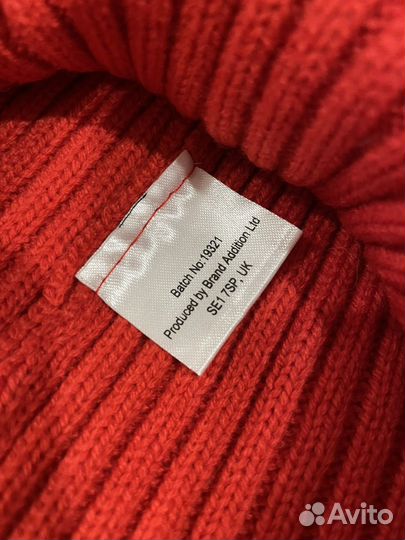 Batch No:19321
Produced by Brand Addition Ltd
SE1 7SP, UK
Avito